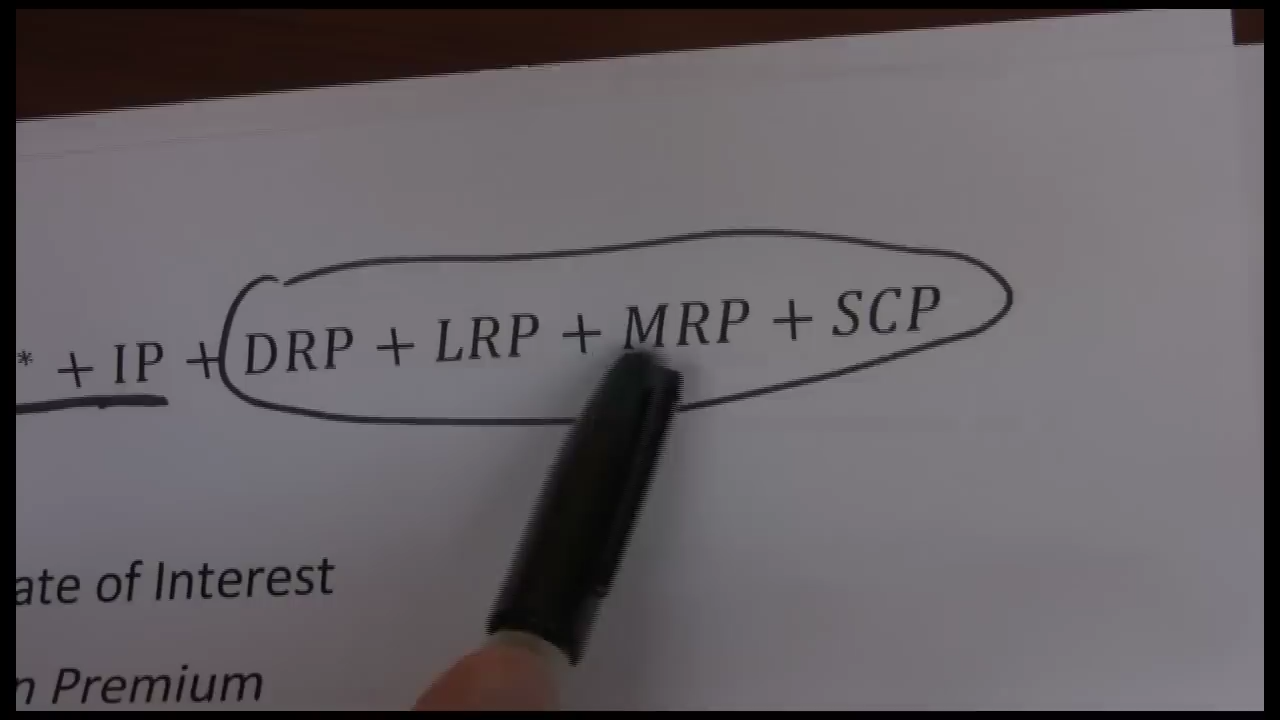 * + IP + DRP + LRP + MRP + SCP
ate of Interest
n Premium